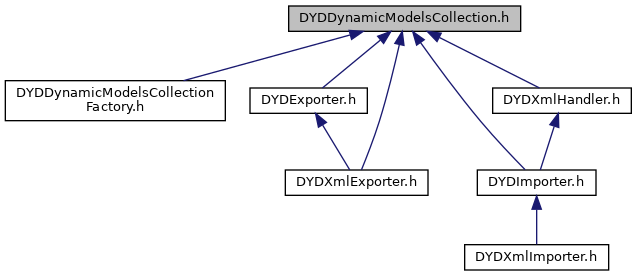 DYDDynamicModelsCollection.h
DYDDynamicModelsCollection
Factory.h
DYDExporter.h
DYDXmlHandler.h
DYDXmlExporter.h
DYDImporter.h
DYDXmlImporter.h